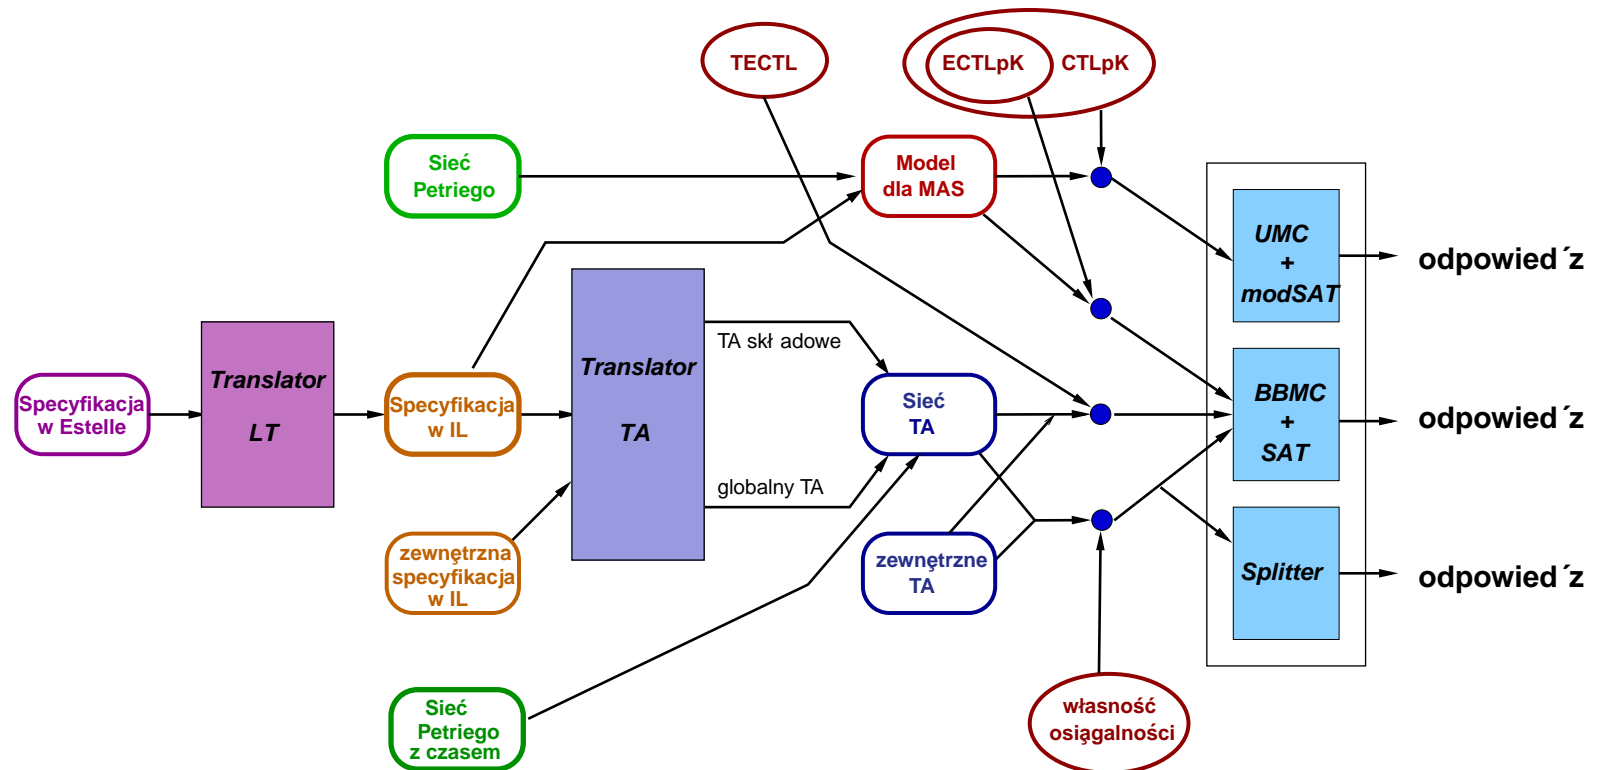 TECTL
ECTLpK
CTLpK
Sieć
Petriego
Model
dla MAS
UMC
+
modSAT
odpowied ´z
TA skł adowe
Translator
LT
Translator
TA
Specyfikacja
w Estelle
Specyfikacja
w IL
Sieć
TA
BBMC
+
SAT
odpowied ´z
globalny TA
zewnętrzna
specyfikacja
w IL
zewnętrzne
TA
Splitter
odpowied ´z
Sieć
Petriego
z czasem
własność
osiągalności